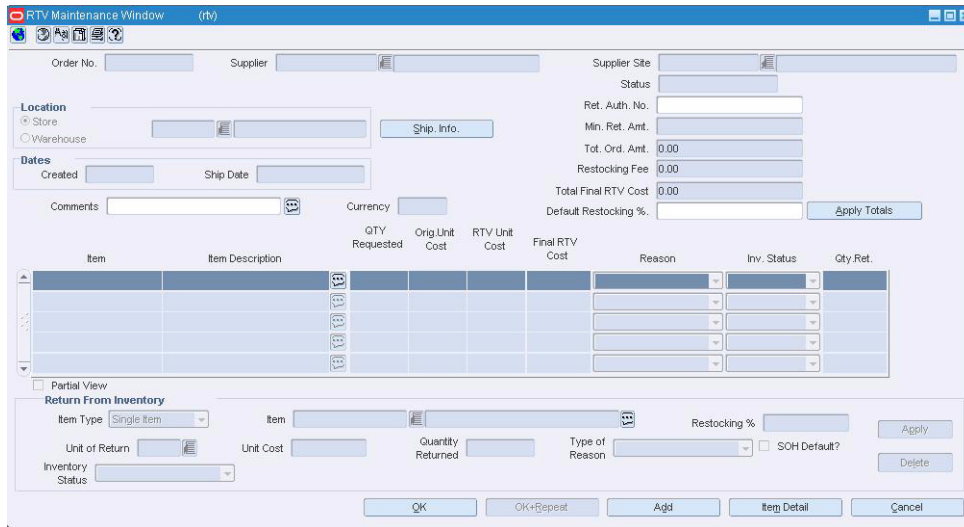 RTV Maintenance Window (rtv)
Order No. Supplier Supplier Site
Status
Location
Ret. Auth. No.
Store
Ship. Info.
Min. Ret. Amt.
Warehouse
Tot. Ord. Amt. 0.00
Dates
Created Ship Date
Restocking Fee 0.00
Total Final RTV Cost 0.00
Comments Currency Default Restocking %. Apply Totals
Item Item Description QTY Requested Orig.Unit Cost RTV Unit Cost Final RTV Cost Reason Inv. Status Qty.Ret.
Partial View
Return From Inventory
Item Type Single Item Item Restocking % Apply
Unit of Return Unit Cost Quantity Returned Type of Reason SOH Default?
Inventory Status Delete
OK OK+Repeat Add Item Detail Cancel